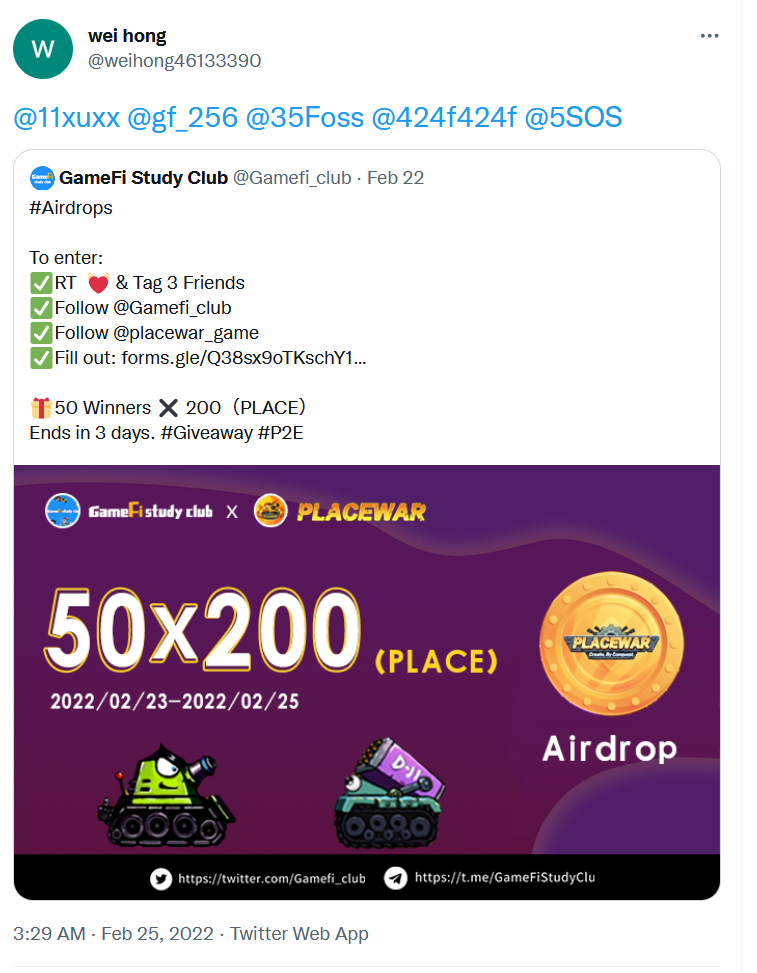 W
wei hong
@weihong46133390
@11xuxx @gf_256 @35Foss @424f424f @5SOS
GameFi Study Club @Gamefi_club · Feb 22
#Airdrops
To enter:
✅RT 💓 & Tag 3 Friends
✅Follow @Gamefi_club
✅Follow @placewar_game
✅Fill out: forms.gle/Q38sx9oTKschY1…
🎁50 Winners ✖ 200（PLACE）
Ends in 3 days. #Giveaway #P2E
GameFi study club X PLACEWAR
50x200 (PLACE)
2022/02/23—2022/02/25
PLACEWAR
Create, By Conquest
Airdrop
D-11
https://twitter.com/Gamefi_club https://t.me/GameFiStudyClu
3:29 AM · Feb 25, 2022 · Twitter Web App